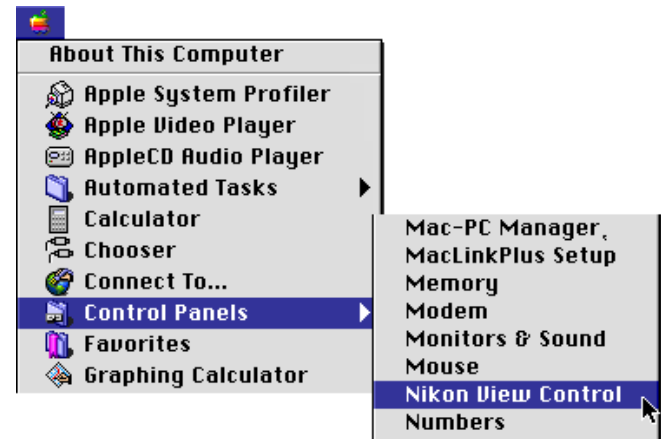 About This Computer
Apple System Profiler
Apple Video Player
AppleCD Audio Player
Automated Tasks
Calculator
Chooser
Connect To...
Control Panels
Favorites
Graphing Calculator
Mac-PC Manager
MacLinkPlus Setup
Memory
Modem
Monitors & Sound
Mouse
Nikon View Control
Numbers